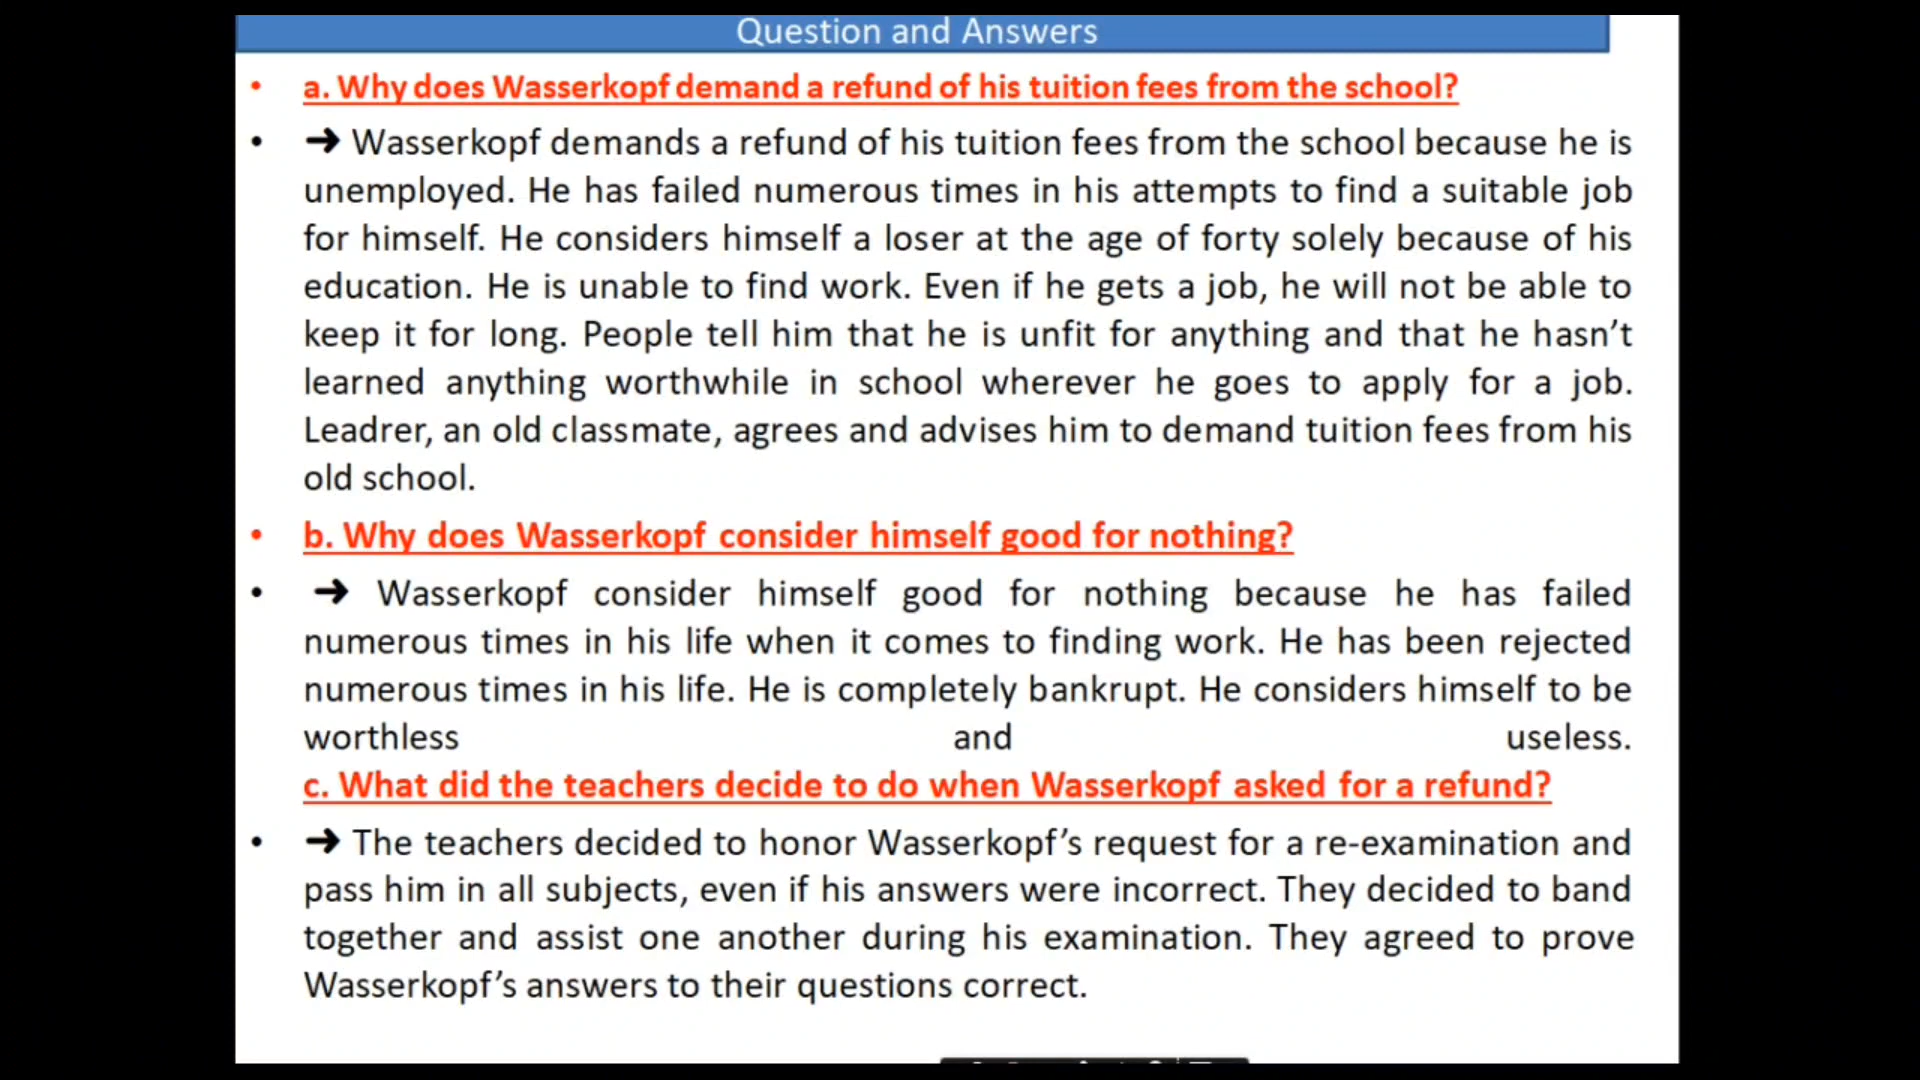 Question and Answers
• a. Why does Wasserkopf demand a refund of his tuition fees from the school?
• ➔ Wasserkopf demands a refund of his tuition fees from the school because he is
unemployed. He has failed numerous times in his attempts to find a suitable job
for himself. He considers himself a loser at the age of forty solely because of his
education. He is unable to find work. Even if he gets a job, he will not be able to
keep it for long. People tell him that he is unfit for anything and that he hasn’t
learned anything worthwhile in school wherever he goes to apply for a job.
Leadrer, an old classmate, agrees and advises him to demand tuition fees from his
old school.
• b. Why does Wasserkopf consider himself good for nothing?
• ➔ Wasserkopf consider himself good for nothing because he has failed
numerous times in his life when it comes to finding work. He has been rejected
numerous times in his life. He is completely bankrupt. He considers himself to be
worthless and useless.
c. What did the teachers decide to do when Wasserkopf asked for a refund?
• ➔ The teachers decided to honor Wasserkopf’s request for a re-examination and
pass him in all subjects, even if his answers were incorrect. They decided to band
together and assist one another during his examination. They agreed to prove
Wasserkopf’s answers to their questions correct.